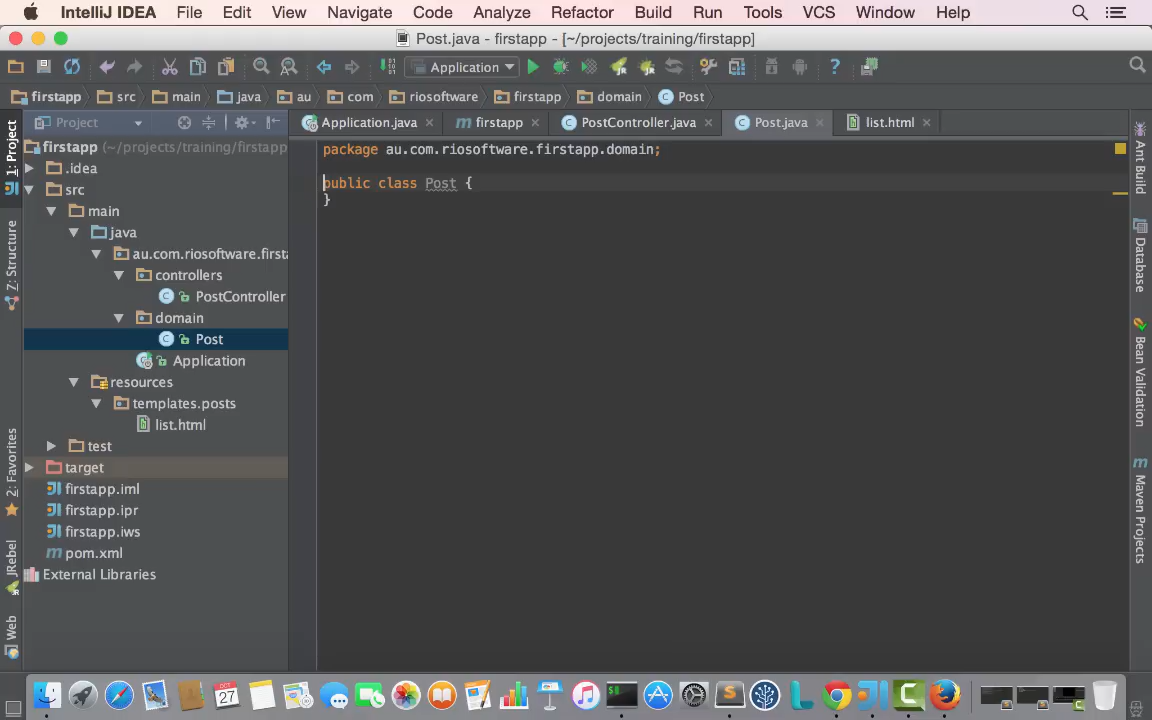 IntelliJ IDEA File Edit View Navigate Code Analyze Refactor Build Run Tools VCS Window Help
Post.java - firstapp - [~/projects/training/firstapp]
Application
firstapp src main java au com riosoftware firstapp domain Post
Project
Application.java firstapp PostController.java Post.java list.html
firstapp (~/projects/training/firstapp
.idea
src
main
java
au.com.riosoftware.firsta
controllers
PostController
domain
Post
Application
resources
templates.posts
list.html
test
target
firstapp.iml
firstapp.ipr
firstapp.iws
pom.xml
External Libraries
package au.com.riosoftware.firstapp.domain;
public class Post {
}
1: Project
Z: Structure
2: Favorites
JRebel
Web
Ant Build
Database
Bean Validation
Maven Projects
OCT
27